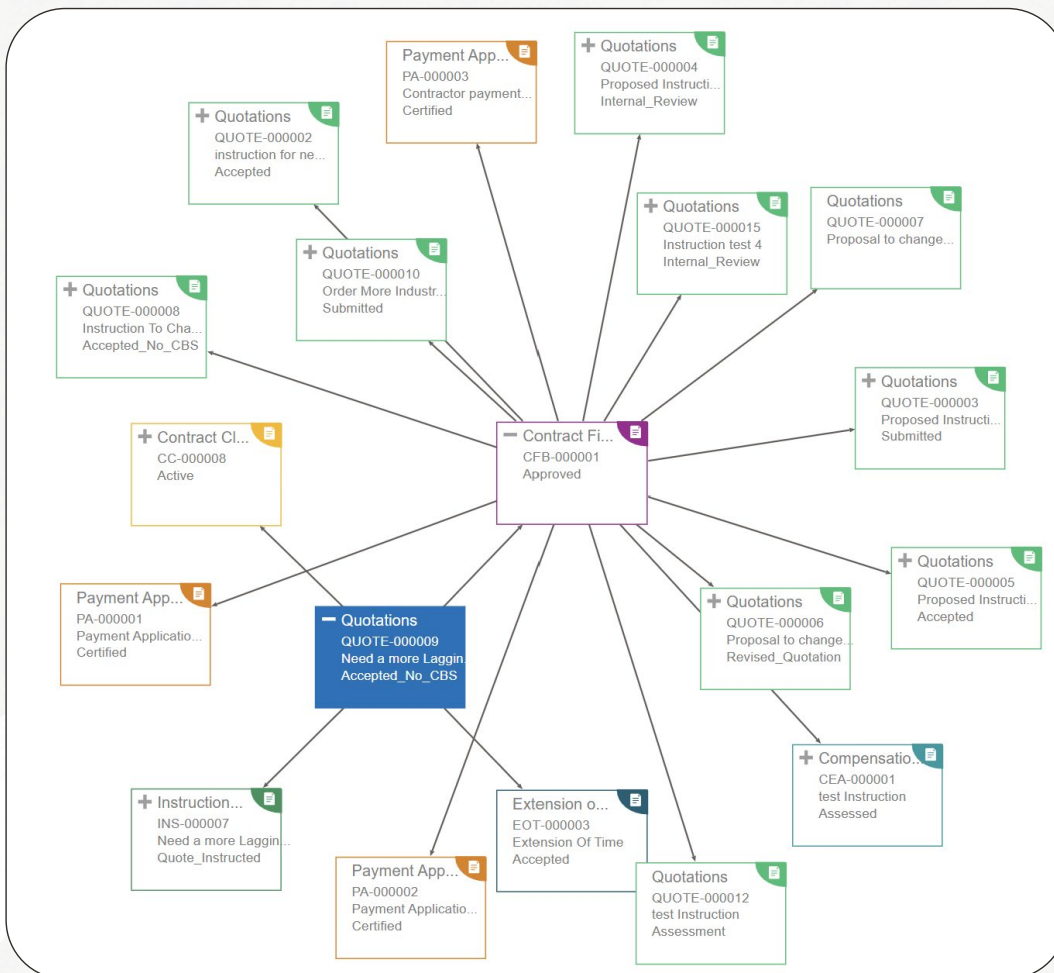 Payment App...
PA-000003
Contractor payment...
Certified
Quotations
QUOTE-000004
Proposed Instructi...
Internal_Review
Quotations
QUOTE-000002
instruction for ne...
Accepted
Quotations
QUOTE-000015
Instruction test 4
Internal_Review
Quotations
QUOTE-000007
Proposal to change...
Quotations
QUOTE-000010
Order More Industr...
Submitted
Quotations
QUOTE-000008
Instruction To Cha...
Accepted_No_CBS
Quotations
QUOTE-000003
Proposed Instructi...
Submitted
Contract Cl...
CC-000008
Active
Contract Fi...
CFB-000001
Approved
Quotations
QUOTE-000005
Proposed Instructi...
Accepted
Payment App...
PA-000001
Payment Applicatio...
Certified
Quotations
QUOTE-000009
Need a more Laggin.
Accepted_No_CBS
Quotations
QUOTE-000006
Proposal to change...
Revised_Quotation
Compensatio...
CEA-000001
test Instruction
Assessed
Instruction...
INS-000007
Need a more Laggin...
Quote_Instructed
Extension o...
EOT-000003
Extension Of Time
Accepted
Payment App...
PA-000002
Payment Applicatio...
Certified
Quotations
QUOTE-000012
test Instruction
Assessment